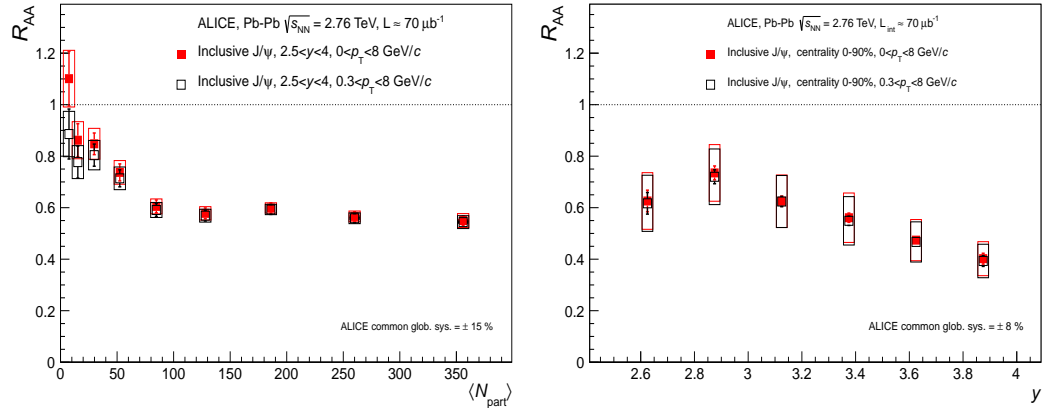 ALICE, Pb-Pb √s_NN = 2.76 TeV, L ≈ 70 μb⁻¹
Inclusive J/ψ, 2.5<y<4, 0<p_T<8 GeV/c
Inclusive J/ψ, 2.5<y<4, 0.3<p_T<8 GeV/c
R_AA
1.2
1
0.8
0.6
0.4
0.2
0
ALICE common glob. sys. = ± 15 %
0 50 100 150 200 250 300 350
⟨N_part⟩
ALICE, Pb-Pb √s_NN = 2.76 TeV, L_int ≈ 70 μb⁻¹
Inclusive J/ψ, centrality 0-90%, 0<p_T<8 GeV/c
Inclusive J/ψ, centrality 0-90%, 0.3<p_T<8 GeV/c
R_AA
1.2
1
0.8
0.6
0.4
0.2
0
ALICE common glob. sys. = ± 8 %
2.6 2.8 3 3.2 3.4 3.6 3.8 4
y